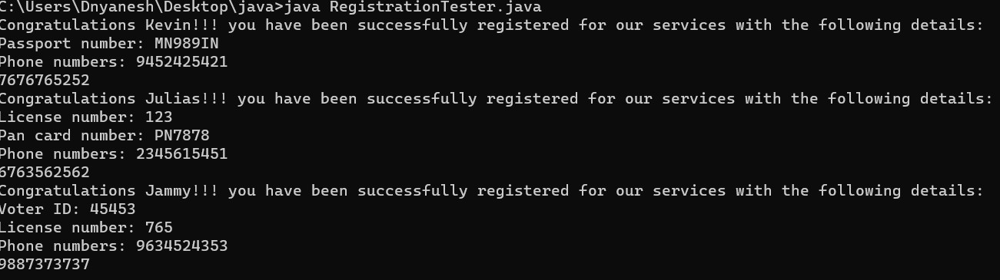 C:\Users\Dnyanesh\Desktop\java>java RegistrationTester.java
Congratulations Kevin!!! you have been successfully registered for our services with the following details:
Passport number: MN989IN
Phone numbers: 9452425421
7676765252
Congratulations Julias!!! you have been successfully registered for our services with the following details:
License number: 123
Pan card number: PN7878
Phone numbers: 2345615451
6763562562
Congratulations Jammy!!! you have been successfully registered for our services with the following details:
Voter ID: 45453
License number: 765
Phone numbers: 9634524353
9887373737